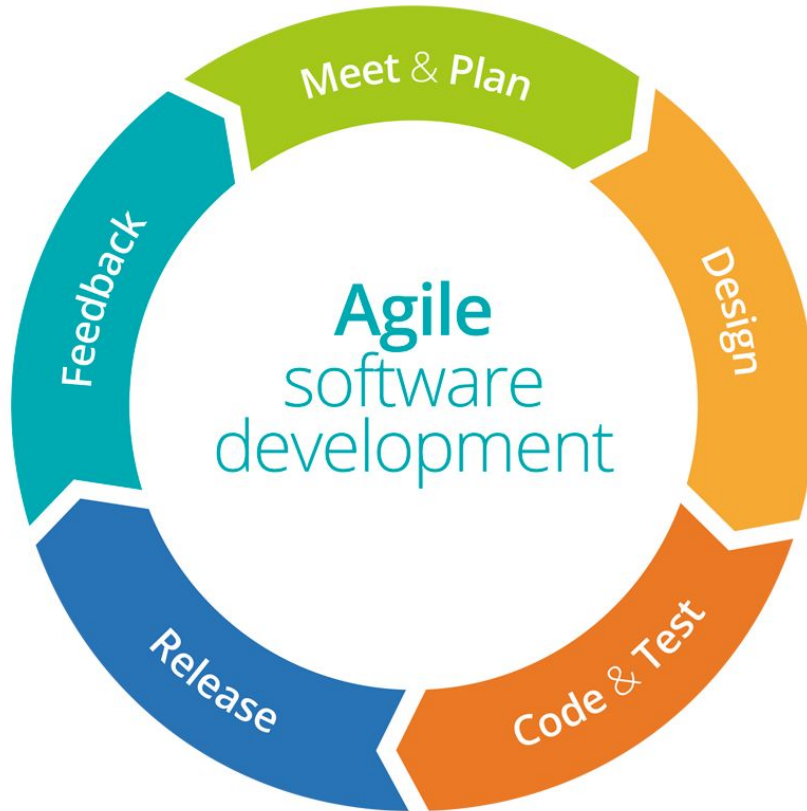 Meet & Plan
Design
Code & Test
Release
Feedback
Agile
software
development